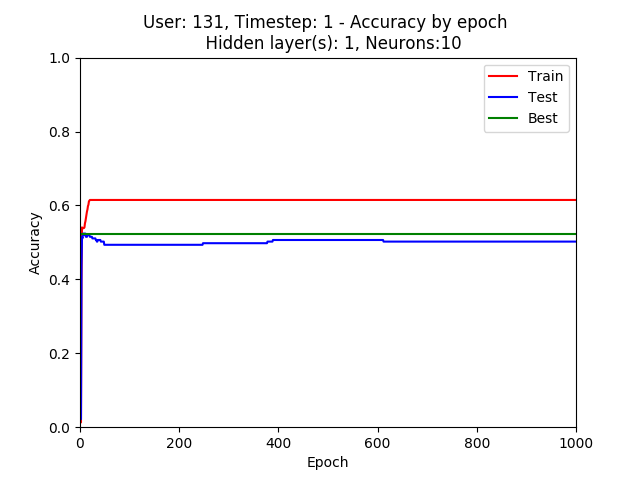 User: 131, Timestep: 1 - Accuracy by epoch
Hidden layer(s): 1, Neurons:10
Train
Test
Best
Accuracy
1.0
0.8
0.6
0.4
0.2
0.0
0 200 400 600 800 1000
Epoch